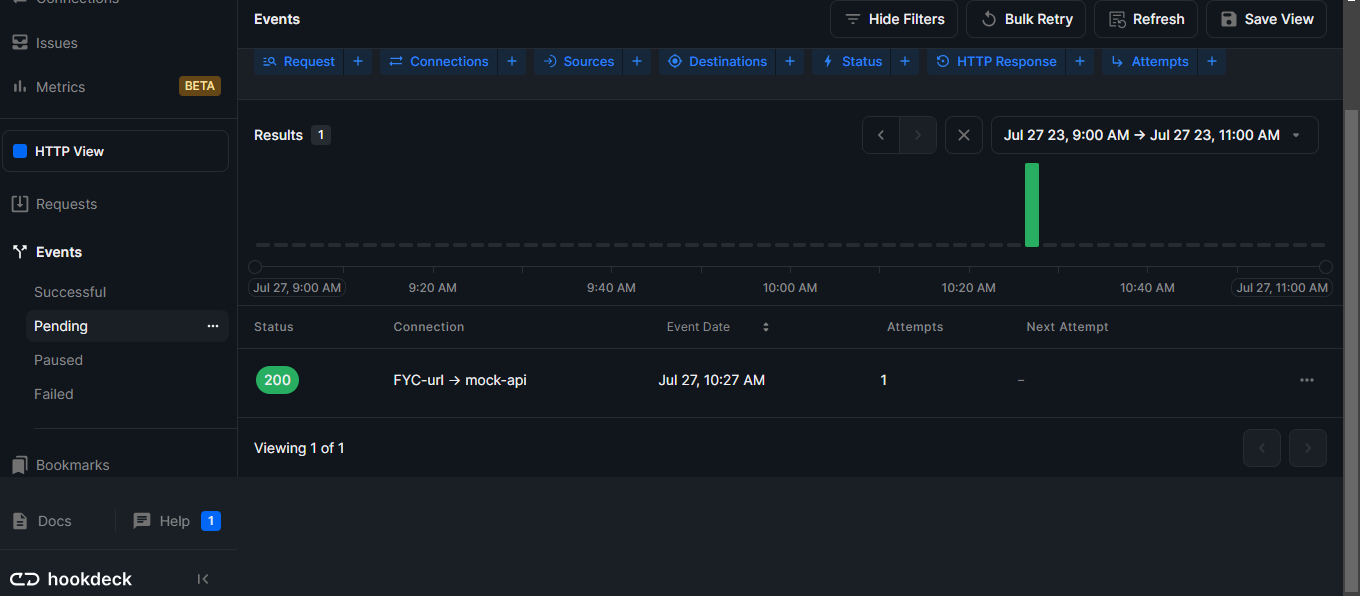 Connections
Issues
Metrics BETA
HTTP View
Requests
Events
Successful
Pending
Paused
Failed
Bookmarks
Docs
Help 1
hookdeck
Events
Hide Filters
Bulk Retry
Refresh
Save View
Request +
Connections +
Sources +
Destinations +
Status +
HTTP Response +
Attempts +
Results 1
Jul 27 23, 9:00 AM → Jul 27 23, 11:00 AM
Jul 27, 9:00 AM 9:20 AM 9:40 AM 10:00 AM 10:20 AM 10:40 AM Jul 27, 11:00 AM
Status Connection Event Date Attempts Next Attempt
200 FYC-url → mock-api Jul 27, 10:27 AM 1 –
Viewing 1 of 1